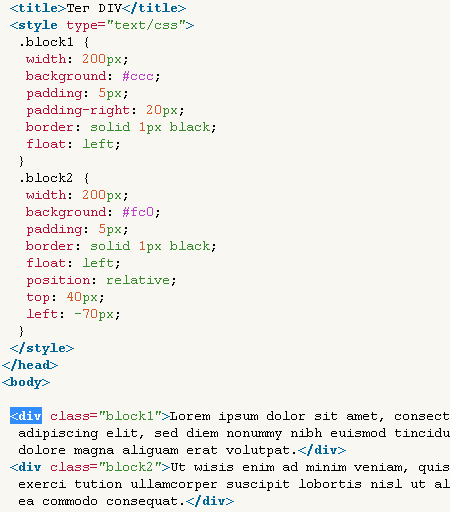 <title>Ter DIV</title>
<style type="text/css">
.block1 {
width: 200px;
background: #ccc;
padding: 5px;
padding-right: 20px;
border: solid 1px black;
float: left;
}
.block2 {
width: 200px;
background: #fc0;
padding: 5px;
border: solid 1px black;
float: left;
position: relative;
top: 40px;
left: -70px;
}
</style>
</head>
<body>
<div class="block1">Lorem ipsum dolor sit amet, consect
adipiscing elit, sed diem nonummy nibh euismod tincidu
dolore magna aliguam erat volutpat.</div>
<div class="block2">Ut wisis enim ad minim veniam, quis
exerci tution ullamcorper suscipit lobortis nisl ut al
ea commodo consequat.</div>